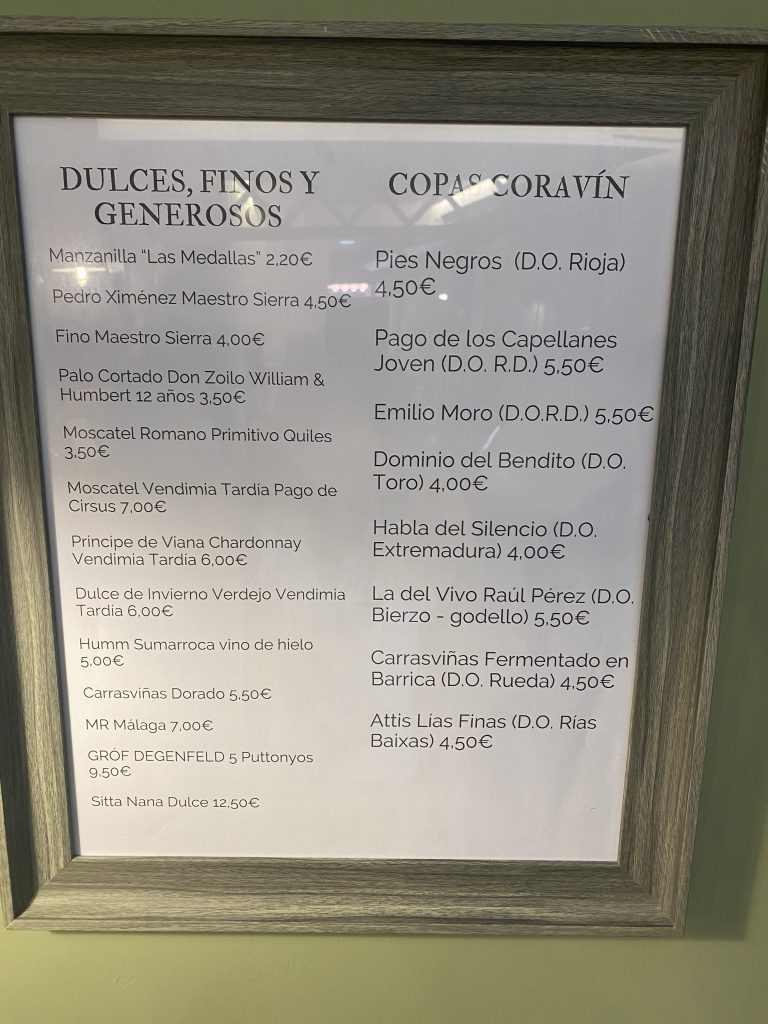 DULCES, FINOS Y
GENEROSOS
Manzanilla “Las Medallas” 2,20€
Pedro Ximénez Maestro Sierra 4,50€
Fino Maestro Sierra 4,00€
Palo Cortado Don Zoilo William &
Humbert 12 años 3,50€
Moscatel Romano Primitivo Quiles
3,50€
Moscatel Vendimia Tardía Pago de
Cirsus 7,00€
Principe de Viana Chardonnay
Vendimia Tardía 6,00€
Dulce de Invierno Verdejo Vendimia
Tardía 6,00€
Humm Sumarroca vino de hielo
5,00€
Carrasviñas Dorado 5,50€
MR Málaga 7,00€
GRÓF DEGENFELD 5 Puttonyos
9,50€
Sitta Nana Dulce 12,50€
COPAS CORAVÍN
Pies Negros (D.O. Rioja)
4,50€
Pago de los Capellanes
Joven (D.O. R.D.) 5,50€
Emilio Moro (D.O.R.D.) 5,50€
Dominio del Bendito (D.O.
Toro) 4,00€
Habla del Silencio (D.O.
Extremadura) 4,00€
La del Vivo Raúl Pérez (D.O.
Bierzo - godello) 5,50€
Carrasviñas Fermentado en
Barrica (D.O. Rueda) 4,50€
Attis Lías Finas (D.O. Rías
Baixas) 4,50€